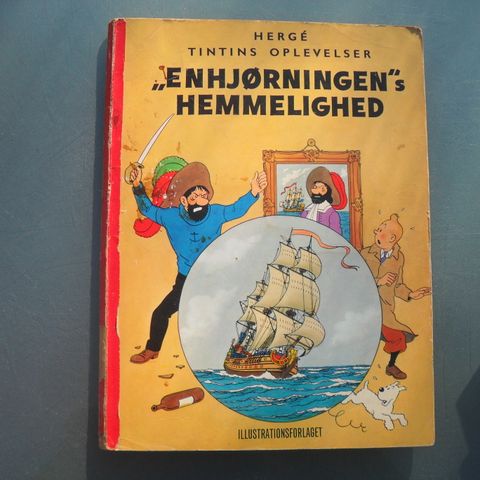 HERGÉ
TINTINS OPLEVELSER
„ENHJØRNINGEN“s
HEMMELIGHED
ILLUSTRATIONSFORLAGET